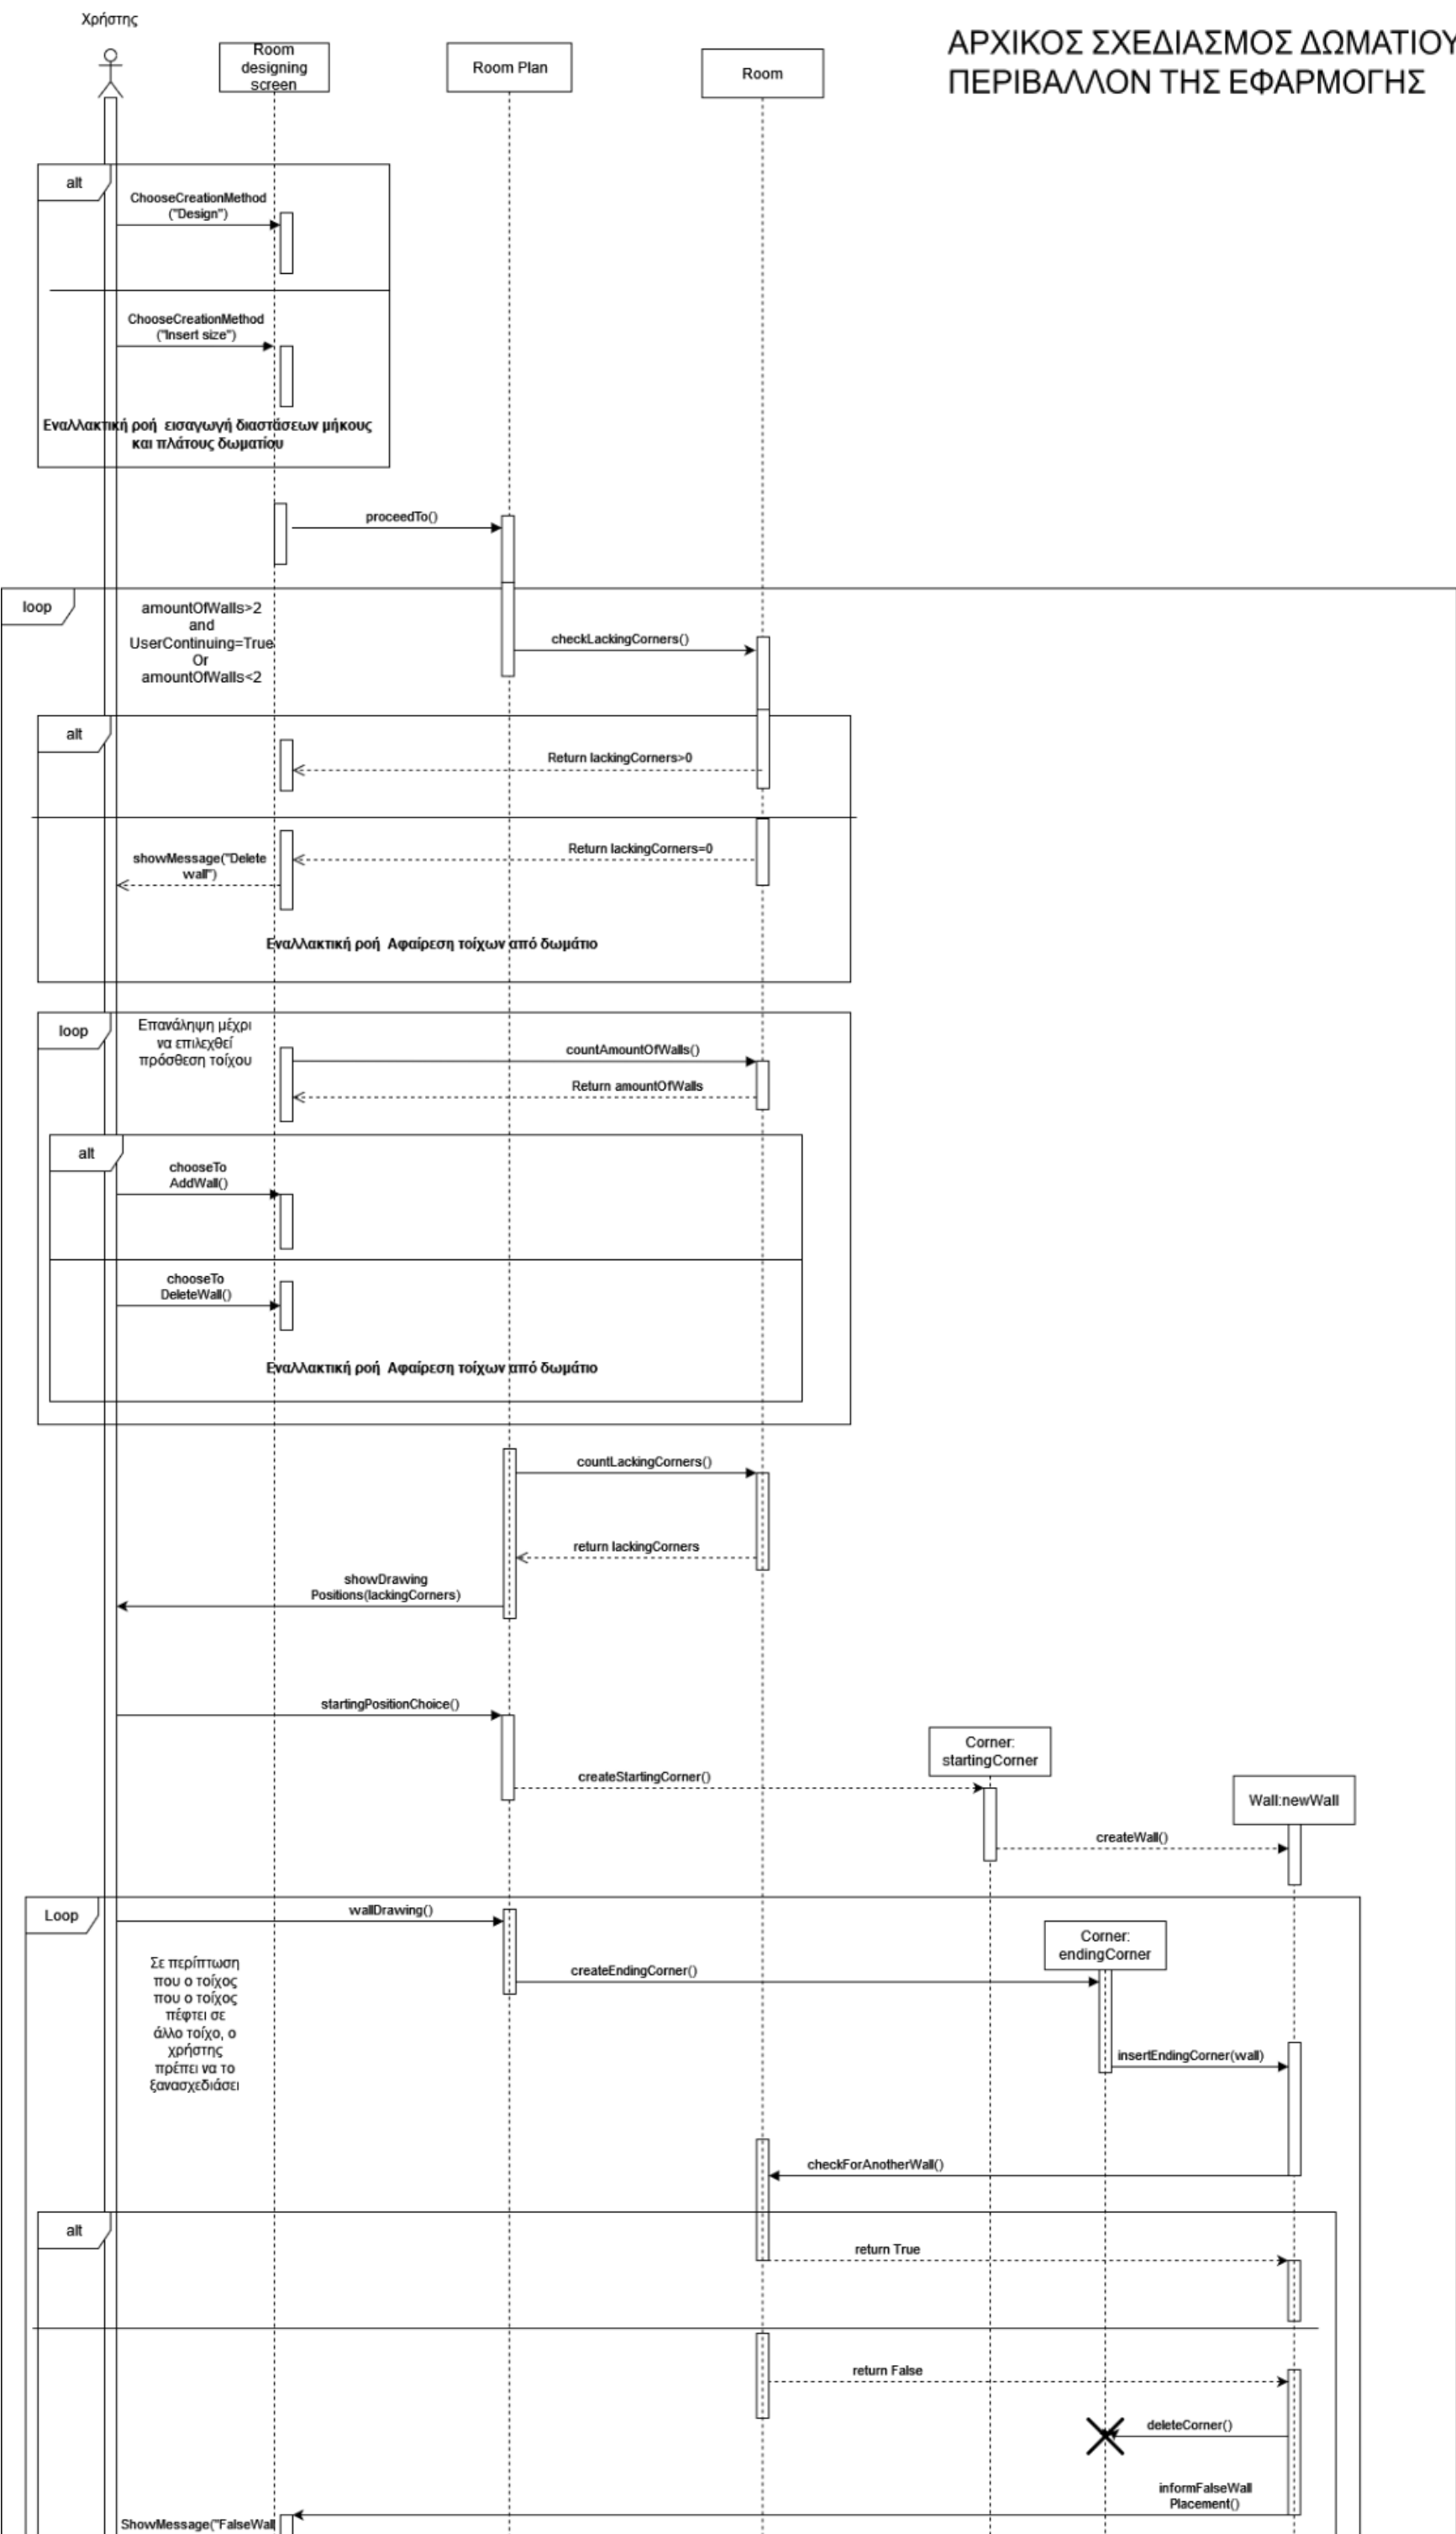 Χρήστης
Room
designing
screen
Room Plan
Room
ΑΡΧΙΚΟΣ ΣΧΕΔΙΑΣΜΟΣ ΔΩΜΑΤΙΟΥ
ΠΕΡΙΒΑΛΛΟΝ ΤΗΣ ΕΦΑΡΜΟΓΗΣ
alt
ChooseCreationMethod
("Design")
ChooseCreationMethod
("Insert size")
Εναλλακτική ροή εισαγωγή διαστάσεων μήκους
και πλάτους δωματίου
proceedTo()
loop
amountOfWalls>2
and
UserContinuing=True
Or
amountOfWalls<2
checkLackingCorners()
alt
Return lackingCorners>0
Return lackingCorners=0
showMessage("Delete
wall")
Εναλλακτική ροή Αφαίρεση τοίχων από δωμάτιο
loop
Επανάληψη μέχρι
να επιλεχθεί
πρόσθεση τοίχου
countAmountOfWalls()
Return amountOfWalls
alt
chooseTo
AddWall()
chooseTo
DeleteWall()
Εναλλακτική ροή Αφαίρεση τοίχων από δωμάτιο
countLackingCorners()
return lackingCorners
showDrawing
Positions(lackingCorners)
startingPositionChoice()
Corner:
startingCorner
createStartingCorner()
Wall:newWall
createWall()
Loop
wallDrawing()
Corner:
endingCorner
Σε περίπτωση
που ο τοίχος
που ο τοίχος
πέφτει σε
άλλο τοίχο, ο
χρήστης
πρέπει να το
ξανασχεδιάσει
createEndingCorner()
insertEndingCorner(wall)
checkForAnotherWall()
alt
return True
return False
deleteCorner()
informFalseWall
Placement()
ShowMessage("FalseWall